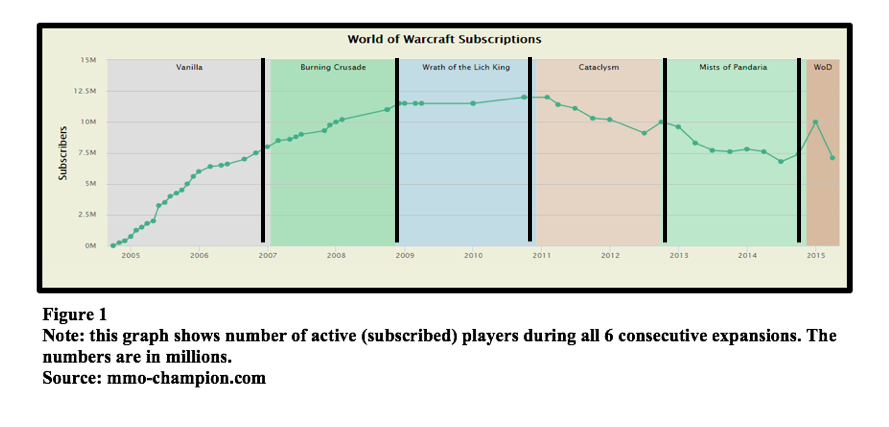 World of Warcraft Subscriptions
15M
Vanilla
Burning Crusade
Wrath of the Lich King
Cataclysm
Mists of Pandaria
WoD
12.5M
10M
7.5M
5M
2.5M
0M
Subscribers
2005
2006
2007
2008
2009
2010
2011
2012
2013
2014
2015
Figure 1
Note: this graph shows number of active (subscribed) players during all 6 consecutive expansions. The
numbers are in millions.
Source: mmo-champion.com